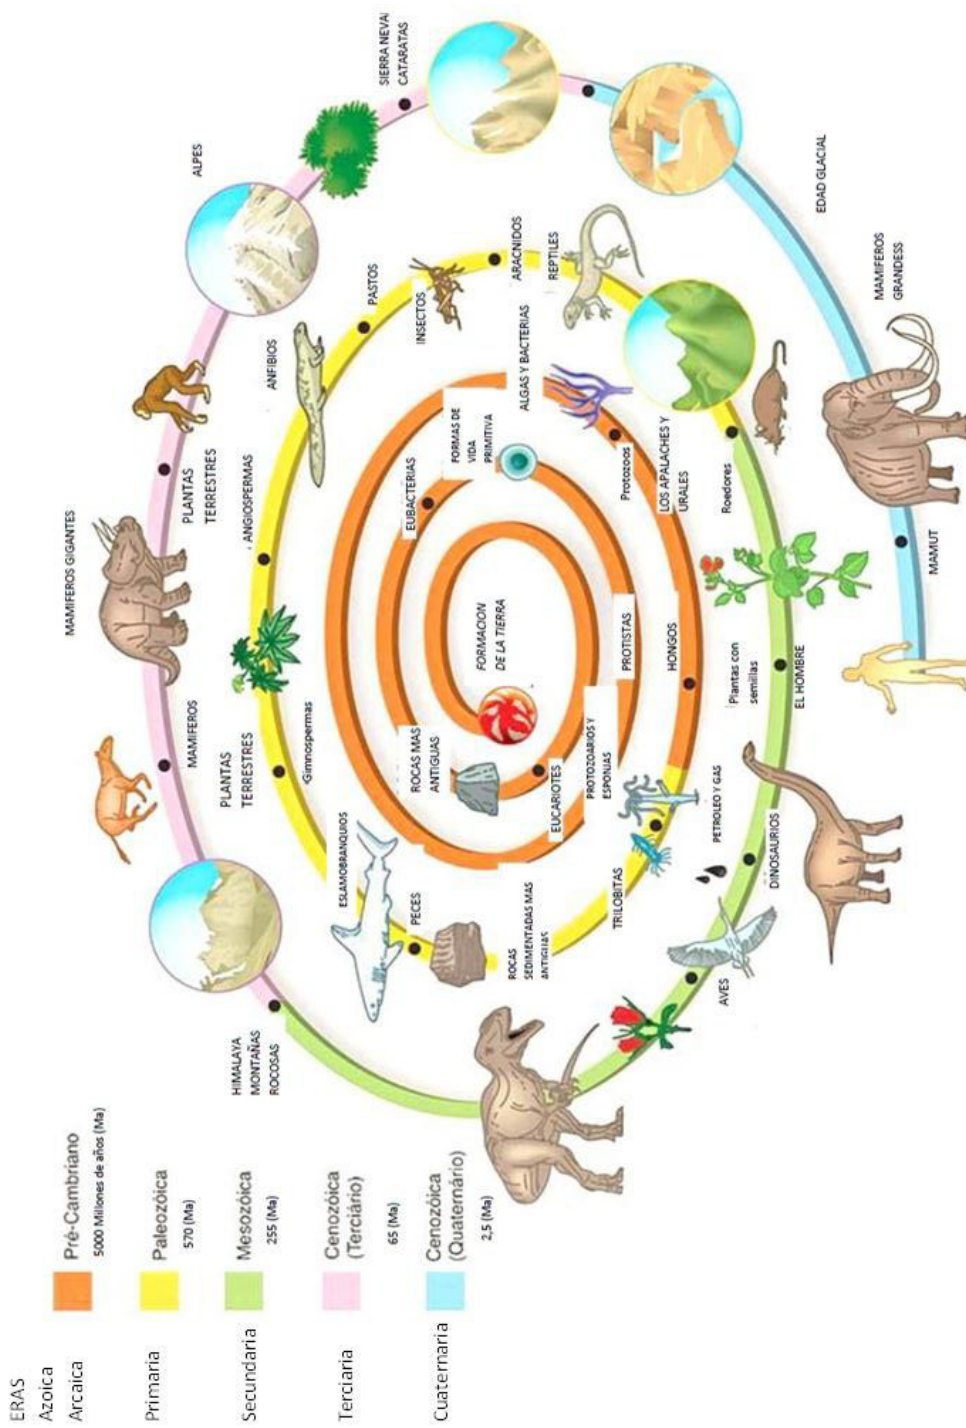 ERAS
Azoica
Arcaica
Primaria
Secundaria
Terciaria
Cuaternaria
Pré-Cambriano
5000 Millones de años (Ma)
Paleozóica
570 (Ma)
Mesozóica
255 (Ma)
Cenozóica
(Terciário)
65 (Ma)
Cenozóica
(Quaternário)
2,5 (Ma)
HIMALAYA
MONTAÑAS
ROCOSAS
MAMIFEROS
MAMIFEROS GIGANTES
PLANTAS
TERRESTRES
ALPES
SIERRA NEVA
CATARATAS
PLANTAS
TERRESTRES
Gimnospermas
ANGIOSPERMAS
ANFIBIOS
PASTOS
INSECTOS
ARACNIDOS
REPTILES
ESLAMOBRANQUIOS
PECES
ROCAS
SEDIMENTADAS MAS
ANTIGUAS
TRILOBITAS
ROCAS MAS
ANTIGUAS
EUBACTERIAS
FORMAS DE
VIDA
PRIMITIVA
ALGAS Y BACTERIAS
FORMACION
DE LA TIERRA
EUCARIOTES
PROTOZOARIOS Y
ESPONJAS
PROTISTAS
HONGOS
Protozoos
LOS APALACHES Y
URALES
Roedores
Plantas con
semillas
EL HOMBRE
PETROLEO Y GAS
DINOSAURIOS
AVES
EDAD GLACIAL
MAMIFEROS
GRANDESS
MAMUT